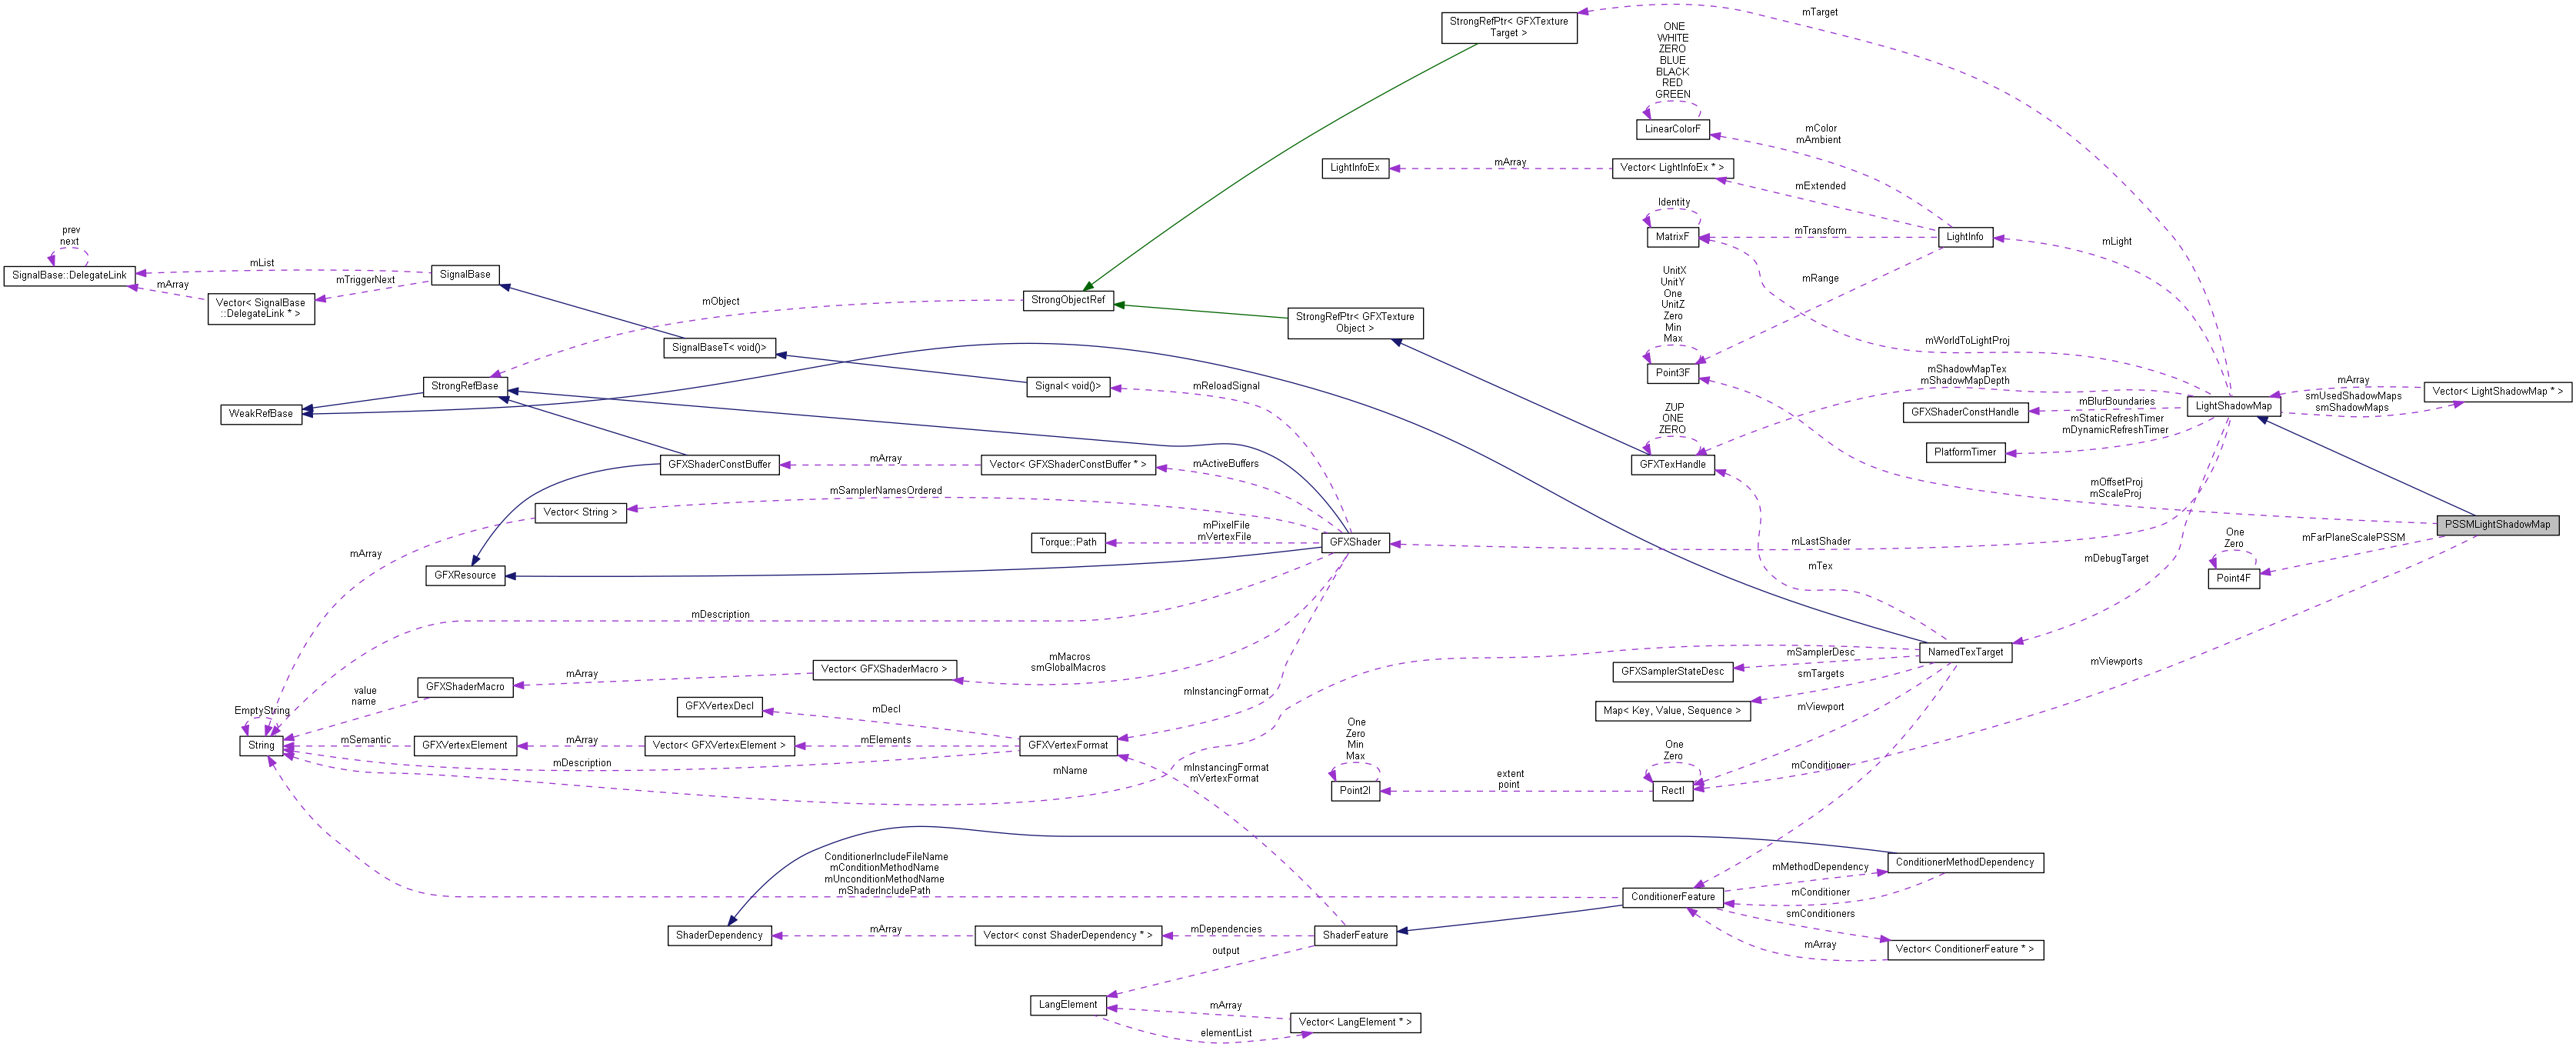 StrongRefPtr< GFXTexture
Target >
mTarget
ONE
WHITE
ZERO
BLUE
BLACK
RED
GREEN
LinearColorF
mColor
mAmbient
LightInfoEx
mArray
Vector< LightInfoEx * >
mExtended
Identity
MatrixF
mTransform
LightInfo
mLight
prev
next
SignalBase::DelegateLink
mList
SignalBase
mArray
mTriggerNext
Vector< SignalBase
::DelegateLink * >
mObject
StrongObjectRef
StrongRefPtr< GFXTexture
Object >
UnitX
UnitY
One
UnitZ
Zero
Min
Max
Point3F
mRange
mWorldToLightProj
SignalBaseT< void()>
StrongRefBase
WeakRefBase
Signal< void()>
mReloadSignal
mShadowMapTex
mShadowMapDepth
mBlurBoundaries
GFXShaderConstHandle
mStaticRefreshTimer
mDynamicRefreshTimer
PlatformTimer
LightShadowMap
mArray
smUsedShadowMaps
smShadowMaps
Vector< LightShadowMap * >
ZUP
ONE
ZERO
GFXTexHandle
GFXShaderConstBuffer
mArray
Vector< GFXShaderConstBuffer * >
mActiveBuffers
mSamplerNamesOrdered
Vector< String >
mOffsetProj
mScaleProj
PSSMLightShadowMap
Torque::Path
mPixelFile
mVertexFile
GFXShader
mLastShader
mFarPlaneScalePSSM
One
Zero
Point4F
mArray
GFXResource
mTex
mDebugTarget
mDescription
NamedTexTarget
mSamplerDesc
GFXSamplerStateDesc
smTargets
Map< Key, Value, Sequence >
mViewport
mViewports
mMacros
smGlobalMacros
Vector< GFXShaderMacro >
mArray
GFXShaderMacro
value
name
mInstancingFormat
GFXVertexDecl
mDecl
EmptyString
String
mSemantic
GFXVertexElement
mArray
Vector< GFXVertexElement >
mElements
GFXVertexFormat
mDescription
mName
mInstancingFormat
mVertexFormat
One
Zero
Min
Max
Point2I
extent
point
One
Zero
RectI
mConditioner
ConditionerIncludeFileName
mConditionMethodName
mUnconditionMethodName
mShaderIncludePath
ConditionerMethodDependency
mMethodDependency
mConditioner
ConditionerFeature
smConditioners
mArray
Vector< ConditionerFeature * >
ShaderDependency
mArray
Vector< const ShaderDependency * >
mDependencies
ShaderFeature
output
LangElement
mArray
Vector< LangElement * >
elementList